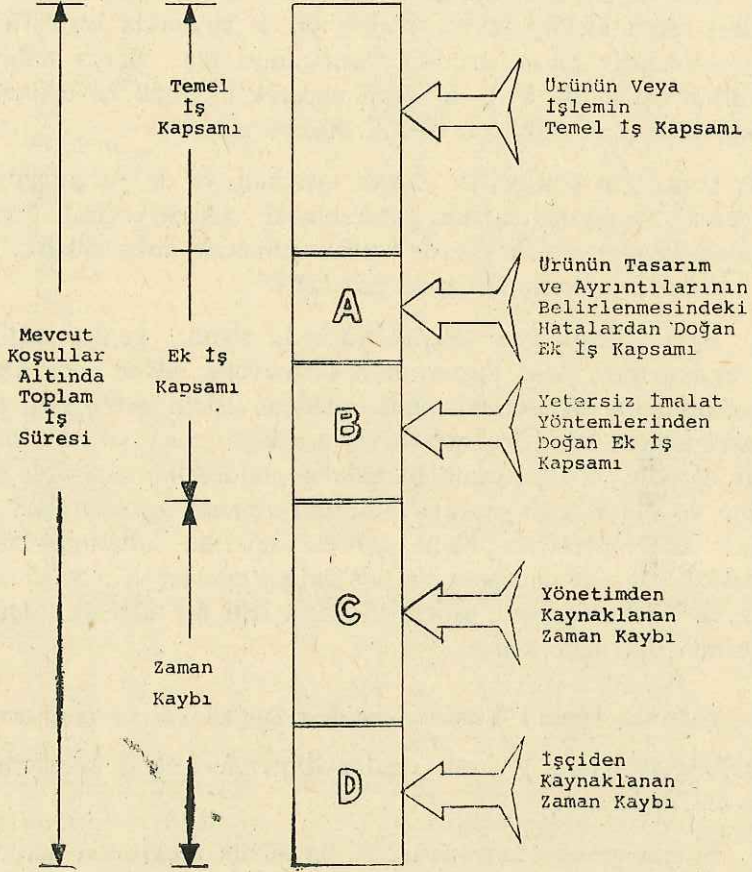 Mevcut
Koşullar
Altında
Toplam
İş
Süresi
Temel
İş
Kapsamı
Ek İş
Kapsamı
Zaman
Kaybı
A
B
C
D
Ürünün Veya
İşlemin
Temel İş Kapsamı
Ürünün Tasarım
ve Ayrıntılarının
Belirlenmesindeki
Hatalardan Doğan
Ek İş Kapsamı
Yetersiz İmalat
Yöntemlerinden
Doğan Ek İş
Kapsamı
Yönetimden
Kaynaklanan
Zaman Kaybı
İşçiden
Kaynaklanan
Zaman Kaybı